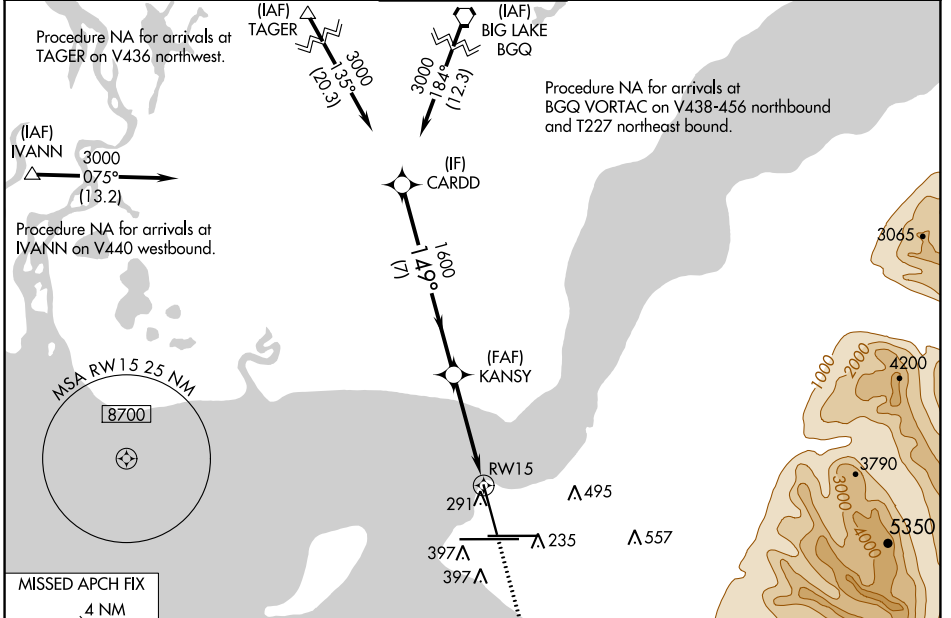 (IAF)
TAGER
(IAF)
BIG LAKE
BGQ
Procedure NA for arrivals at
TAGER on V436 northwest.
3000
135°
(20.3)
3000
184°
(12.3)
Procedure NA for arrivals at
BGQ VORTAC on V438-456 northbound
and T227 northeast bound.
(IAF)
IVANN
3000
075°
(13.2)
(IF)
CARDD
Procedure NA for arrivals at
IVANN on V440 westbound.
1600
149°
(7)
3065
(FAF)
KANSY
1000
2000
4200
MSA RW15 25 NM
8700
RW15
291
495
3790
3000
4000
5350
397
235
557
397
MISSED APCH FIX
4 NM